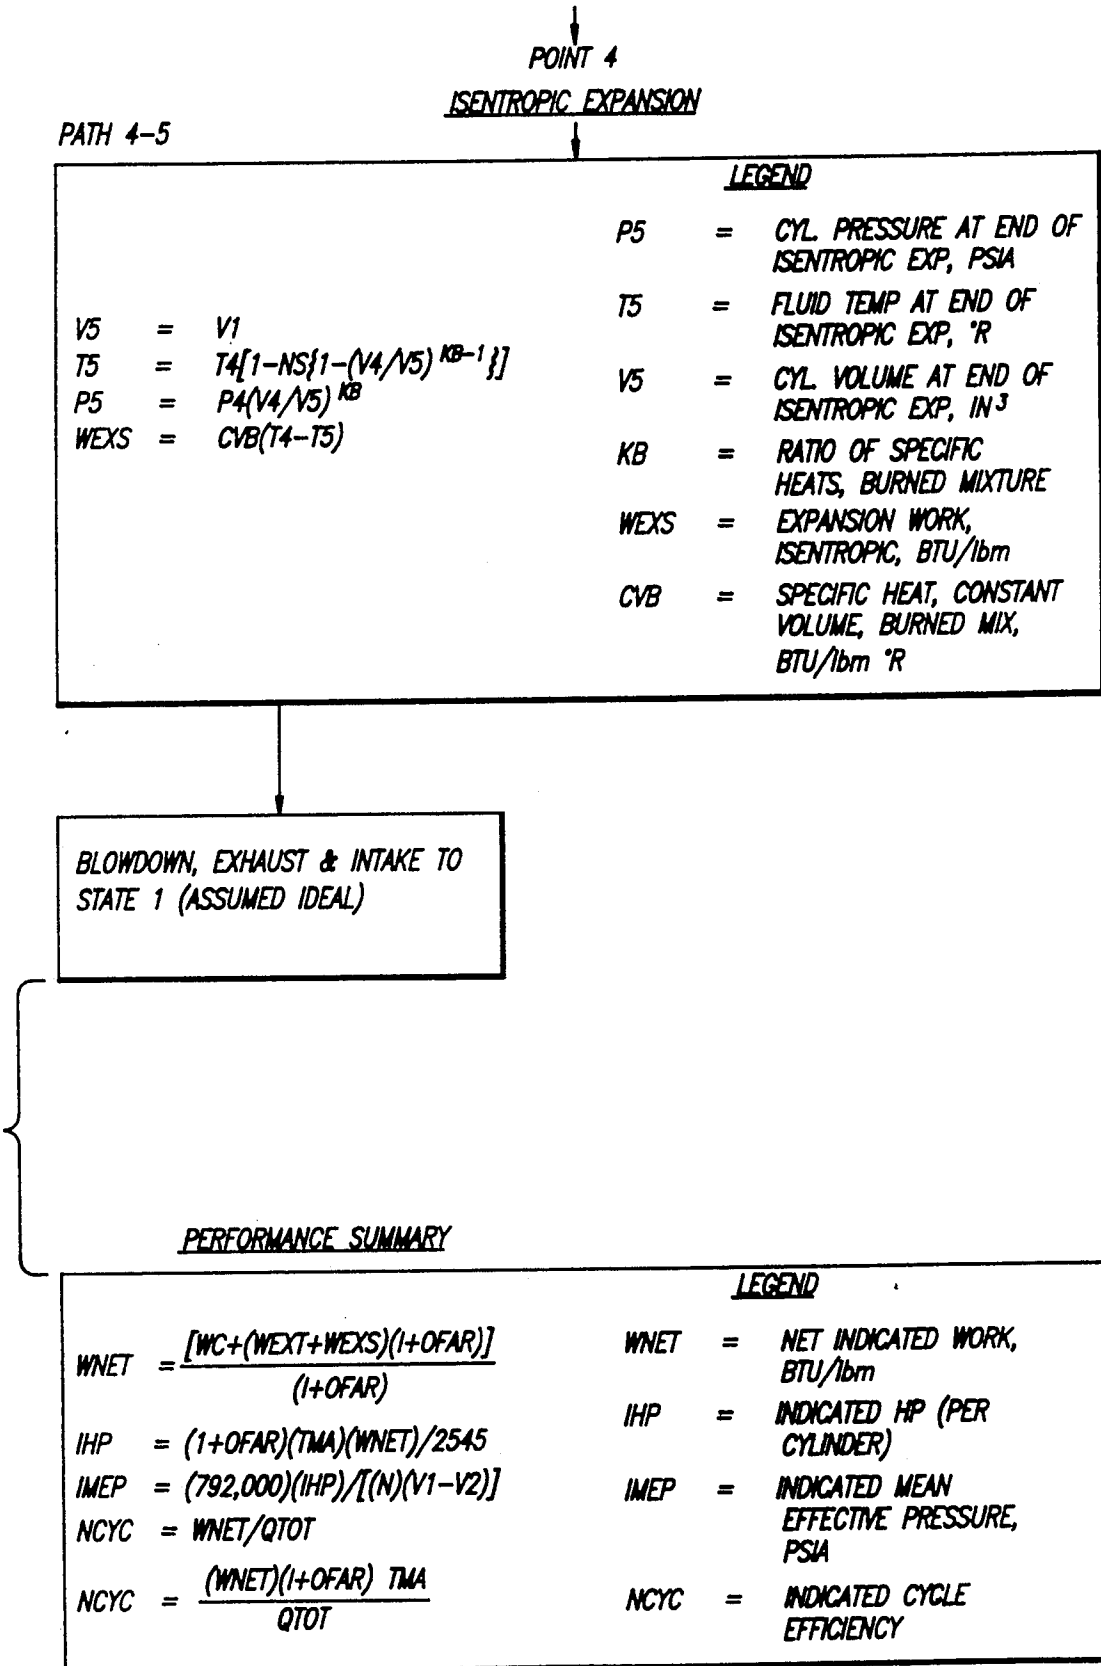 POINT 4
ISENTROPIC EXPANSION
PATH 4-5
V5 = V1
T5 = T4[1-NS{1-(V4/V5)^KB-1}]
P5 = P4(V4/V5)^KB
WEXS = CVB(T4-T5)
LEGEND
P5 = CYL. PRESSURE AT END OF
ISENTROPIC EXP, PSIA
T5 = FLUID TEMP AT END OF
ISENTROPIC EXP, °R
V5 = CYL. VOLUME AT END OF
ISENTROPIC EXP, IN³
KB = RATIO OF SPECIFIC
HEATS, BURNED MIXTURE
WEXS = EXPANSION WORK,
ISENTROPIC, BTU/lbm
CVB = SPECIFIC HEAT, CONSTANT
VOLUME, BURNED MIX,
BTU/lbm °R
BLOWDOWN, EXHAUST & INTAKE TO
STATE 1 (ASSUMED IDEAL)
PERFORMANCE SUMMARY
WNET = [WC+(WEXT+WEXS)(I+OFAR)]
(I+OFAR)
IHP = (1+OFAR)(TMA)(WNET)/2545
IMEP = (792,000)(IHP)/[(N)(V1-V2)]
NCYC = WNET/QTOT
NCYC = (WNET)(I+OFAR) TMA
QTOT
LEGEND
WNET = NET INDICATED WORK,
BTU/lbm
IHP = INDICATED HP (PER
CYLINDER)
IMEP = INDICATED MEAN
EFFECTIVE PRESSURE,
PSIA
NCYC = INDICATED CYCLE
EFFICIENCY